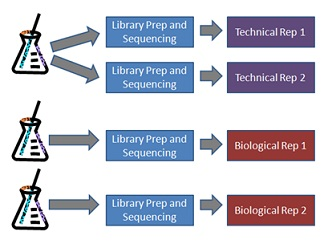 Library Prep and
Sequencing
Technical Rep 1
Library Prep and
Sequencing
Technical Rep 2
Library Prep and
Sequencing
Biological Rep 1
Library Prep and
Sequencing
Biological Rep 2